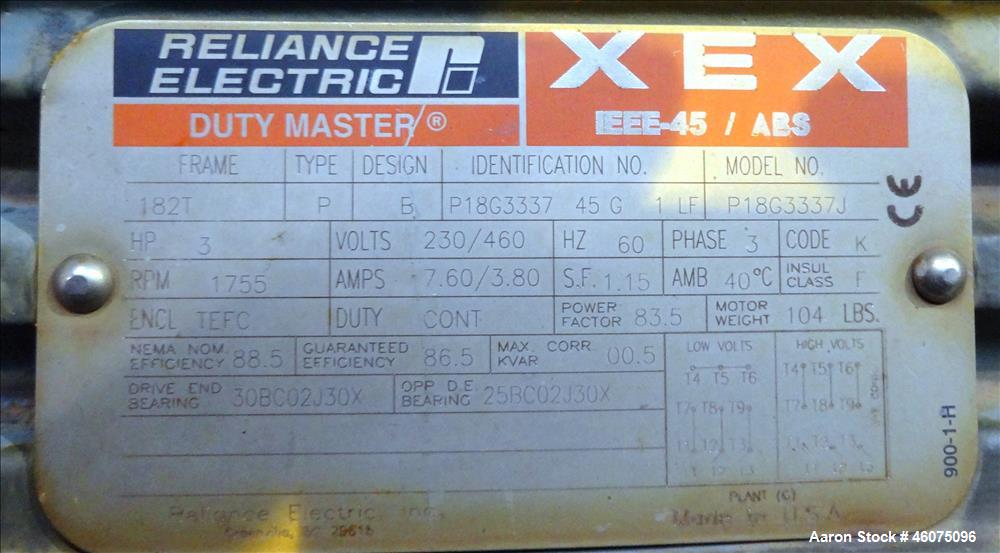 RELIANCE
ELECTRIC
DUTY MASTER ®
XEX
IEEE-45 / ABS
FRAME TYPE DESIGN IDENTIFICATION NO. MODEL NO.
182T P B P18G3337 45 G 1 LF P18G3337J
CE
HP 3 VOLTS 230/460 HZ 60 PHASE 3 CODE K
RPM 1755 AMPS 7.60/3.80 S.F. 1.15 AMB 40°C INSUL CLASS F
ENCL TEFC DUTY CONT POWER FACTOR 83.5 MOTOR WEIGHT 104 LBS.
NEMA NOM. EFFICIENCY 88.5 GUARANTEED EFFICIENCY 86.5 MAX. CORR. KVAR 00.5
DRIVE END BEARING 30BC02J30X OPP D.E. BEARING 25BC02J30X
LOW VOLTS HIGH VOLTS
T4 T5 T6 T4 T5 T6
T7 T8 T9 T7 T8 T9
900-1-H
PLANT (C)
Reliance Electric Inc.
Made in U.S.A.
Aaron Stock # 46075096